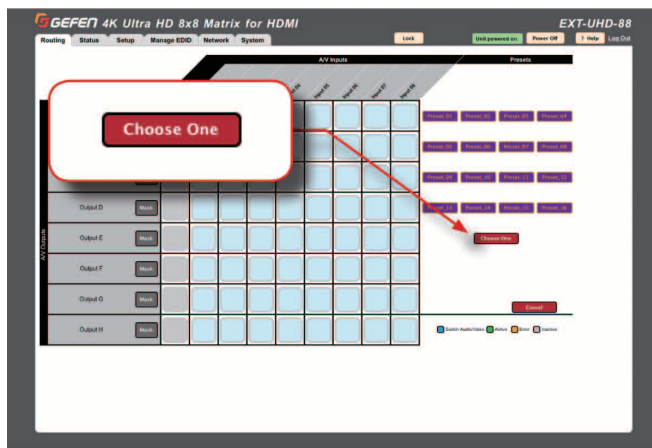 GEFEN 4K Ultra HD 8x8 Matrix for HDMI
EXT-UHD-88
Routing Status Setup Manage EDID Network System
Lock
Unit powered on Power Off ? Help Log Out
A/V Inputs
Presets
Input 04 Input 05 Input 06 Input 07 Input 08
Choose One
Preset_01 Preset_02 Preset_03 Preset_04
Preset_05 Preset_06 Preset_07 Preset_08
Preset_09 Preset_10 Preset_11 Preset_12
Output D Mask
Preset_13 Preset_14 Preset_15 Preset_16
A/V Outputs
Output E Mask
Choose One
Output F Mask
Output G Mask
Cancel
Output H Mask
Switch Audio/Video Active Error Inactive